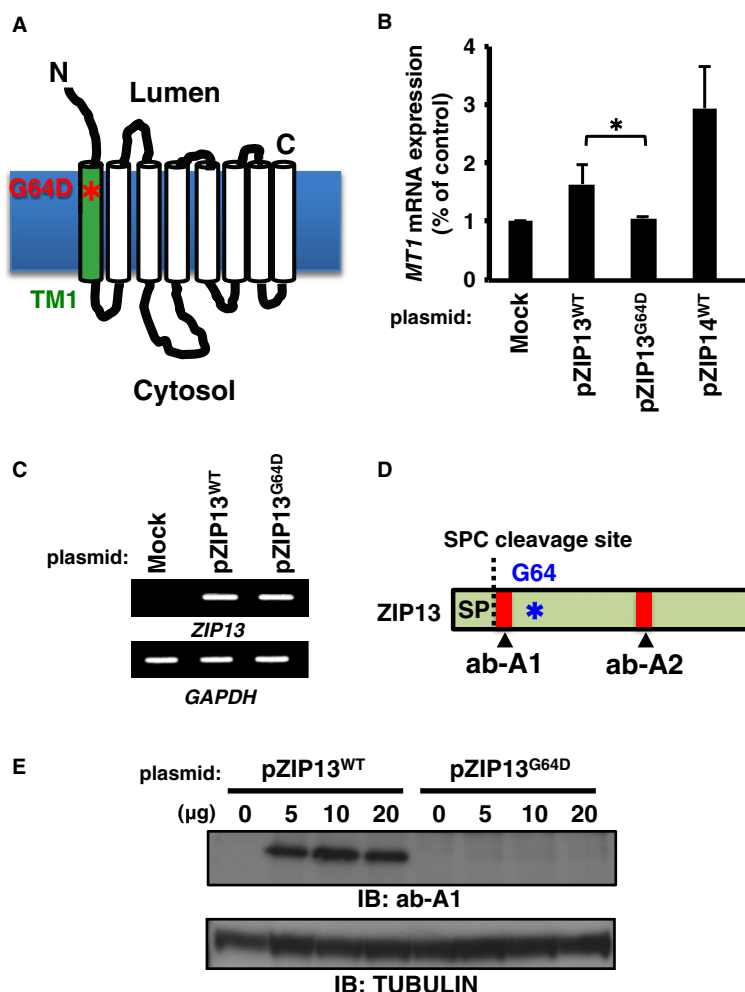 A
N
Lumen
C
G64D *
TM1
Cytosol
B
MT1 mRNA expression
(% of control)
4
3
2
1
0
*
plasmid:
Mock
pZIP13WT
pZIP13G64D
pZIP14WT
C
plasmid:
Mock
pZIP13WT
pZIP13G64D
ZIP13
GAPDH
D
SPC cleavage site
G64
ZIP13 SP *
ab-A1 ab-A2
E
plasmid: pZIP13WT pZIP13G64D
(µg) 0 5 10 20 0 5 10 20
IB: ab-A1
IB: TUBULIN